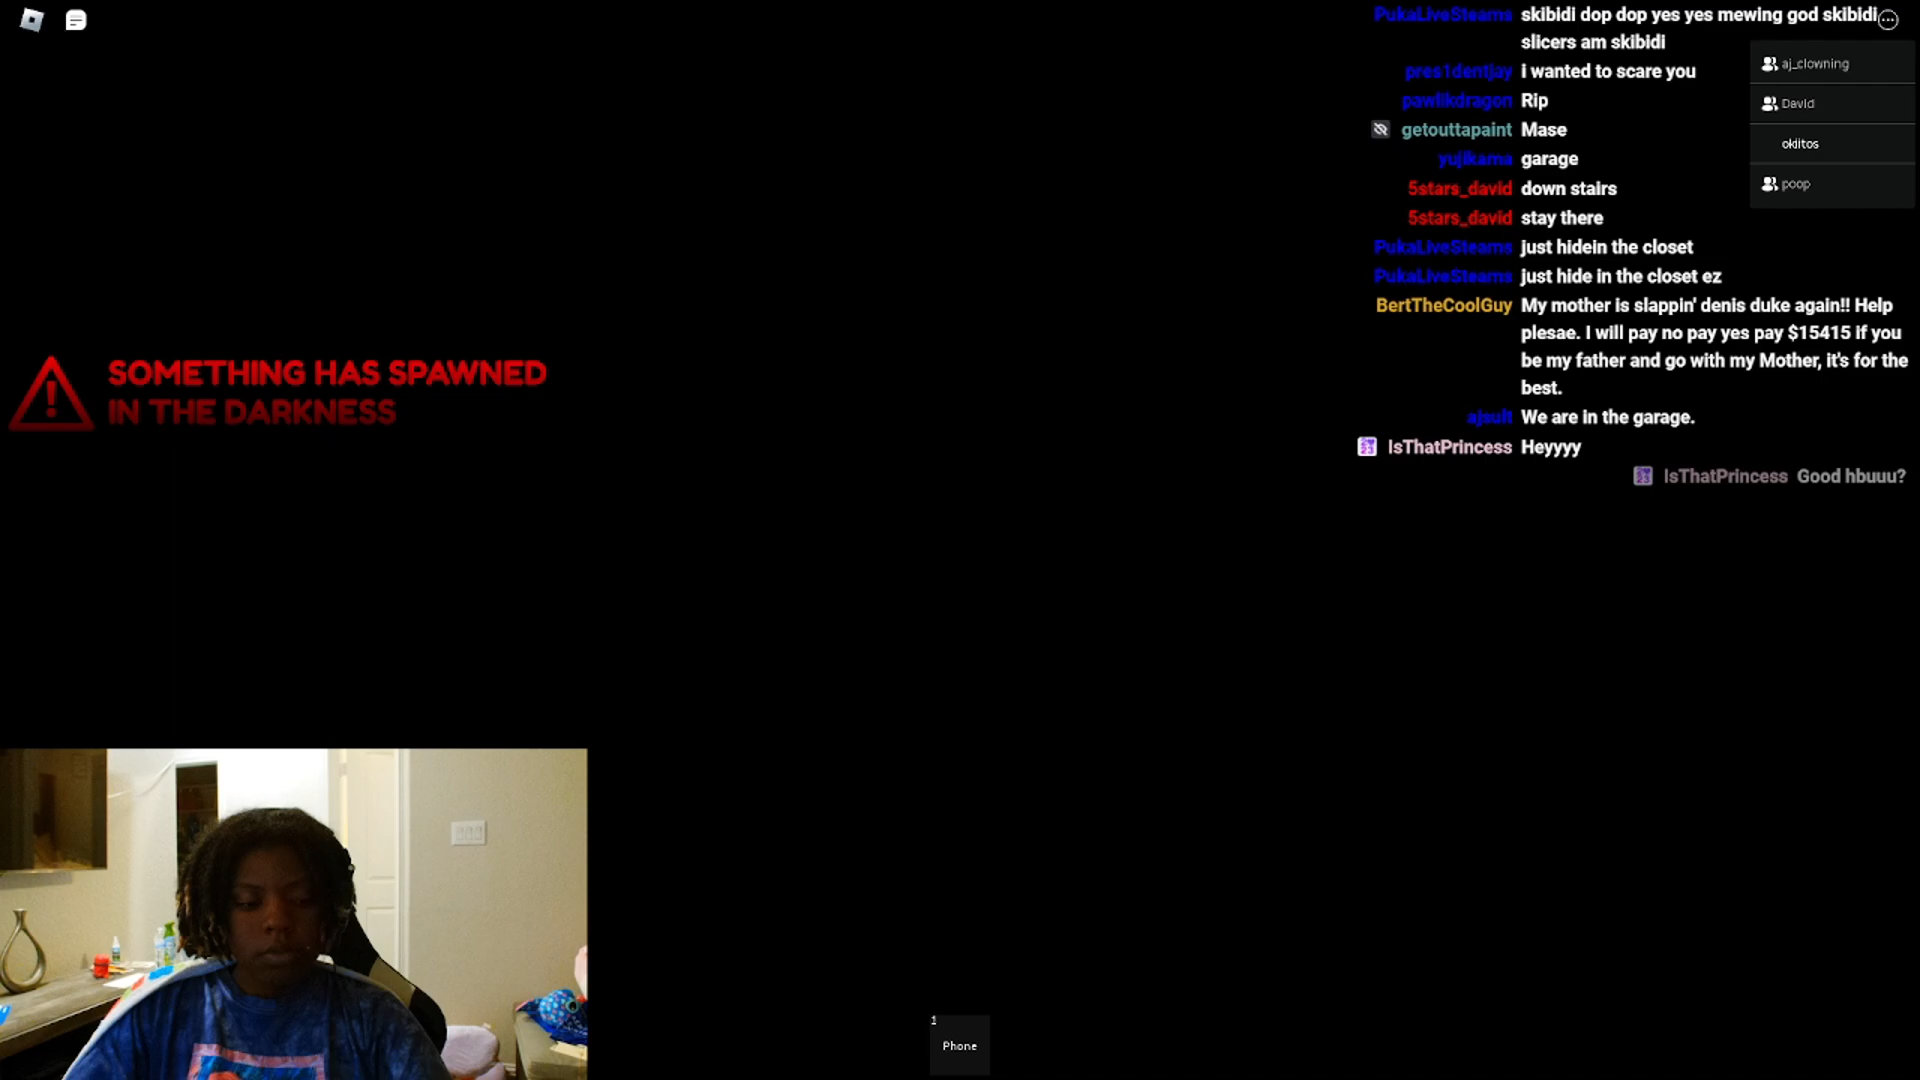 PukaLiveSteams skibidi dop dop yes yes mewing god skibidi
slicers am skibidi
aj_clowning
pres1dentjay i wanted to scare you
pawlikdragon Rip
David
getouttapaint Mase
okiitos
yujikama garage
poop
5stars_david down stairs
5stars_david stay there
PukaLiveSteams just hidein the closet
PukaLiveSteams just hide in the closet ez
BertTheCoolGuy My mother is slappin' denis duke again!! Help
plesae. I will pay no pay yes pay $15415 if you
be my father and go with my Mother, it's for the
best.
SOMETHING HAS SPAWNED
IN THE DARKNESS
ajsult We are in the garage.
IsThatPrincess Heyyyy
IsThatPrincess Good hbuuu?
1
Phone